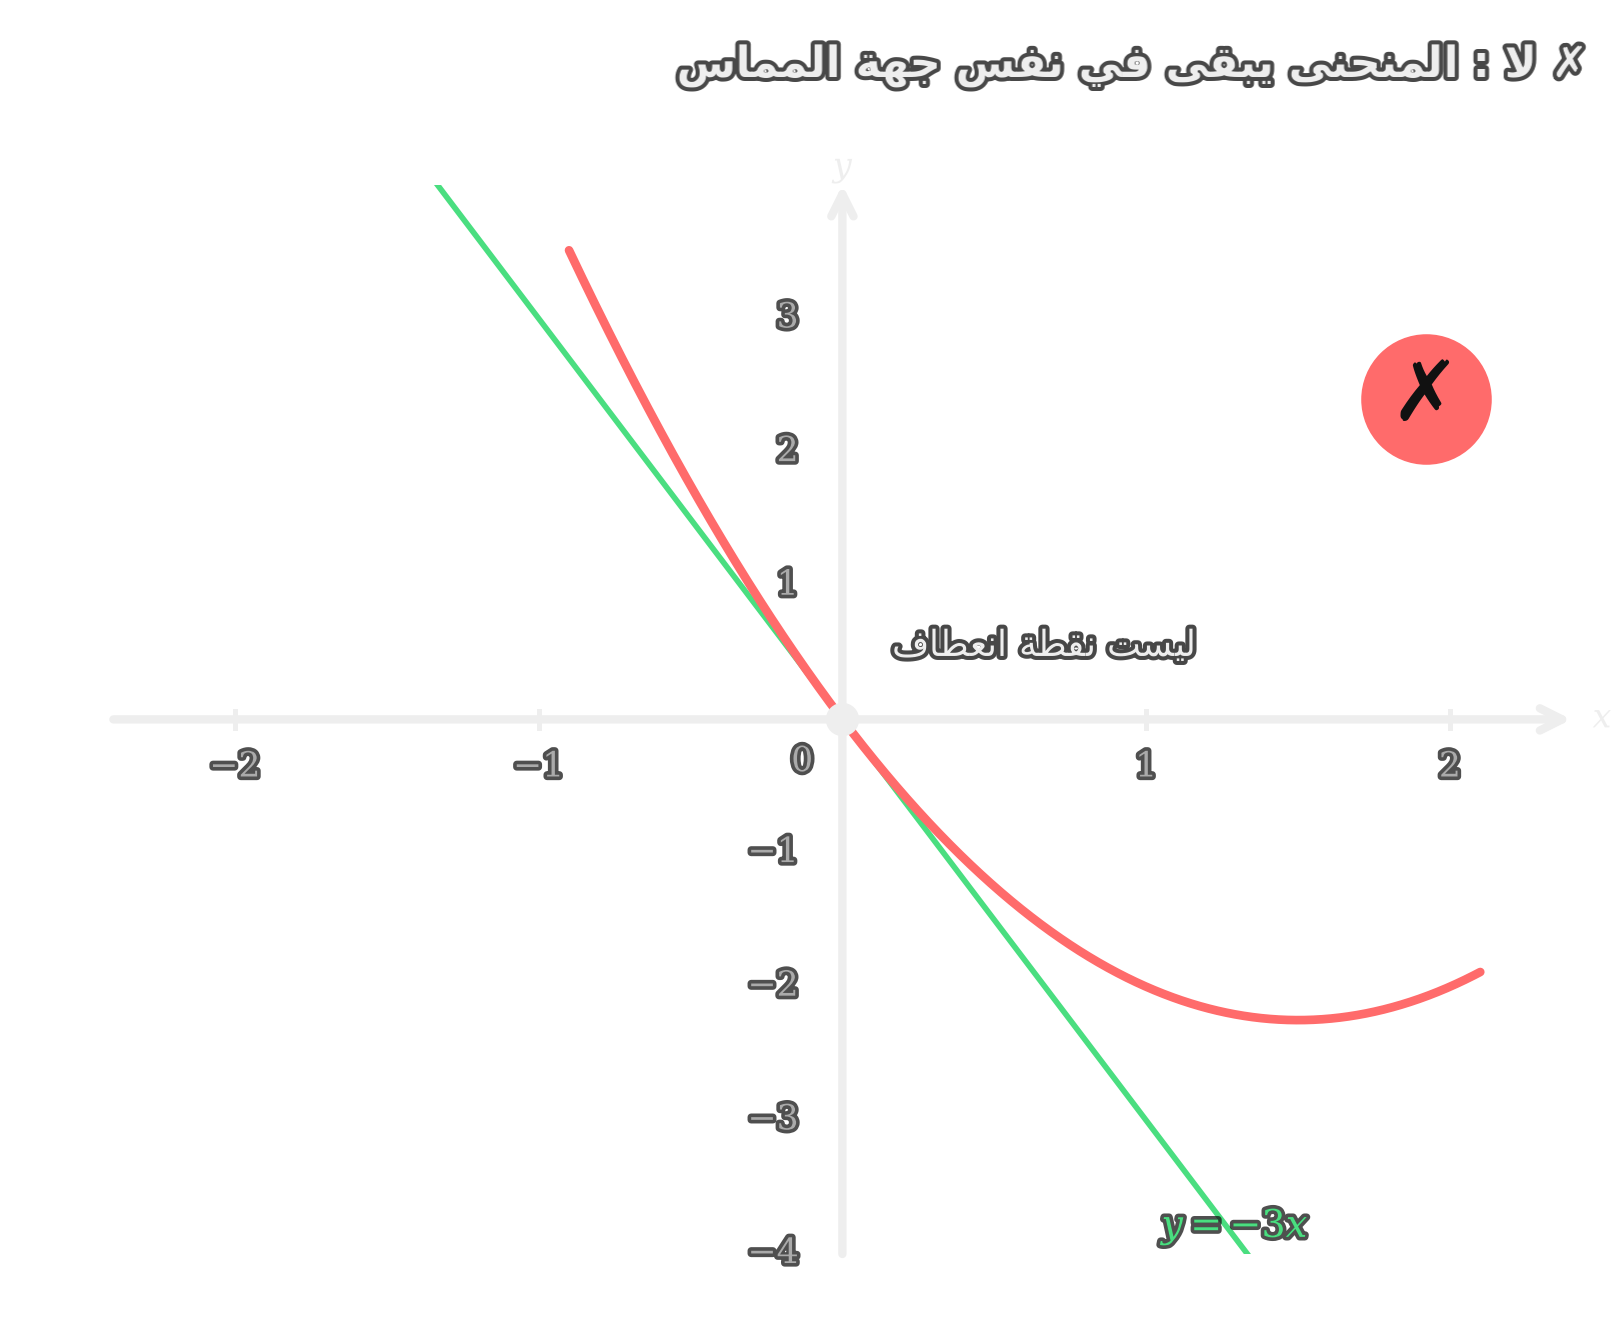 ✗ لا : المنحنى يبقى في نفس جهة المماس
y
3
✗
2
1
ليست نقطة انعطاف
x
−2
−1
0
1
2
−1
−2
−3
y = −3x
−4